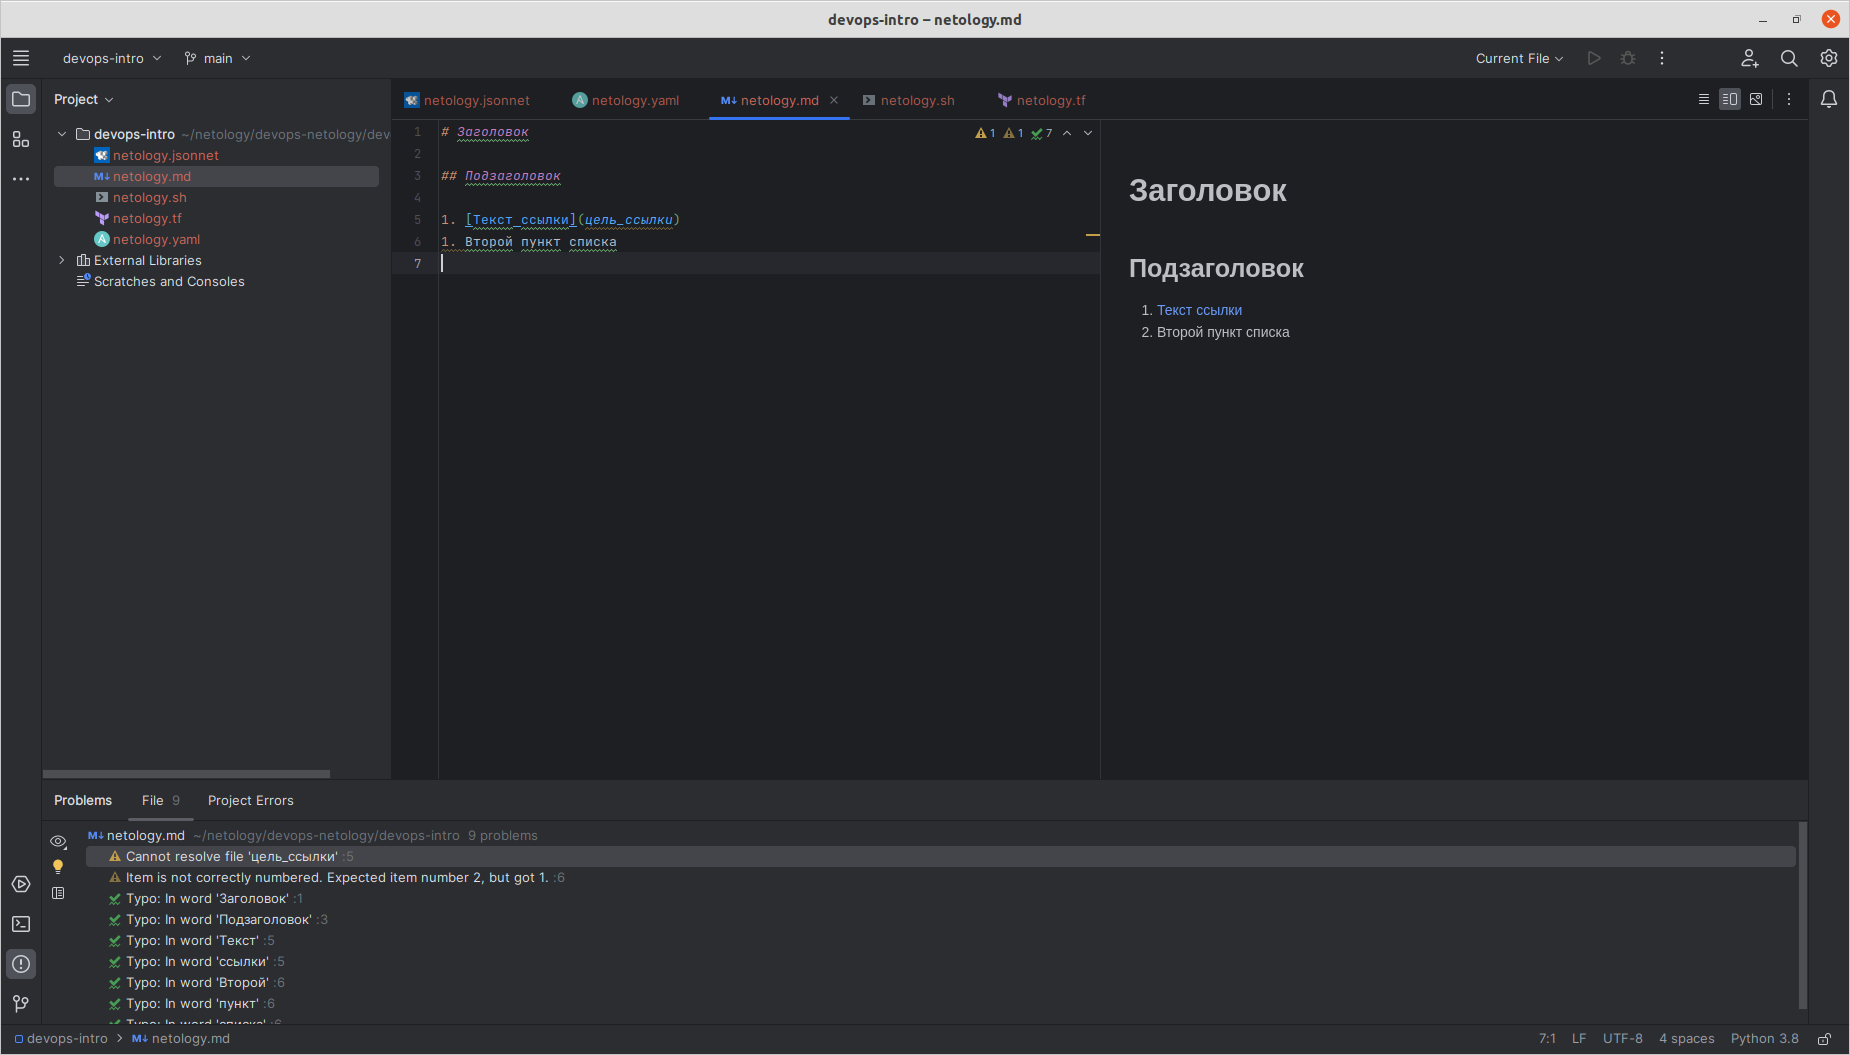 devops-intro – netology.md
devops-intro main Current File
Project
devops-intro ~/netology/devops-netology/dev
netology.jsonnet
netology.md
netology.sh
netology.tf
netology.yaml
External Libraries
Scratches and Consoles
netology.jsonnet netology.yaml netology.md netology.sh netology.tf
1 1 7
1 # Заголовок
2
3 ## Подзаголовок
4
5 1. [Текст ссылки](цель_ссылки)
6 1. Второй пункт списка
7
Заголовок
Подзаголовок
1. Текст ссылки
2. Второй пункт списка
Problems File 9 Project Errors
netology.md ~/netology/devops-netology/devops-intro 9 problems
Cannot resolve file 'цель_ссылки' :5
Item is not correctly numbered. Expected item number 2, but got 1. :6
Typo: In word 'Заголовок' :1
Typo: In word 'Подзаголовок' :3
Typo: In word 'Текст' :5
Typo: In word 'ссылки' :5
Typo: In word 'Второй' :6
Typo: In word 'пункт' :6
Typo: In word 'списка' :6
devops-intro netology.md 7:1 LF UTF-8 4 spaces Python 3.8